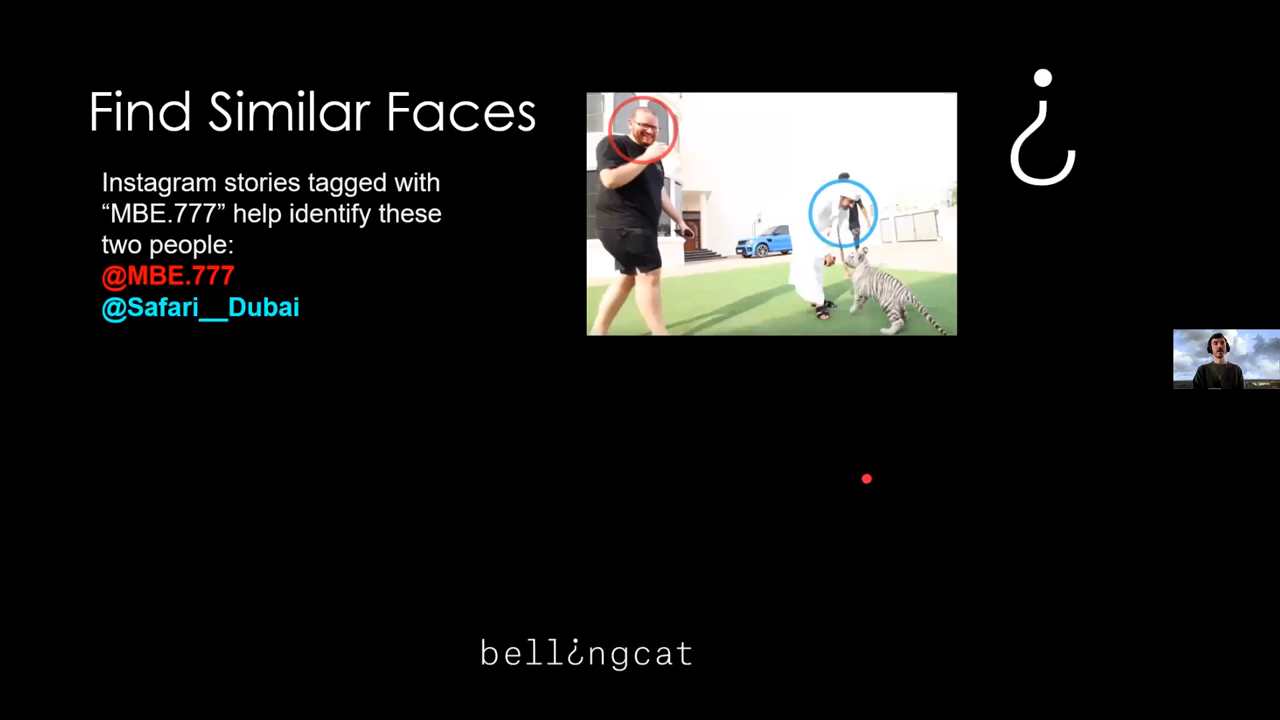 Find Similar Faces
Instagram stories tagged with
“MBE.777” help identify these
two people:
@MBE.777
@Safari__Dubai
¿
bell¿ngcat